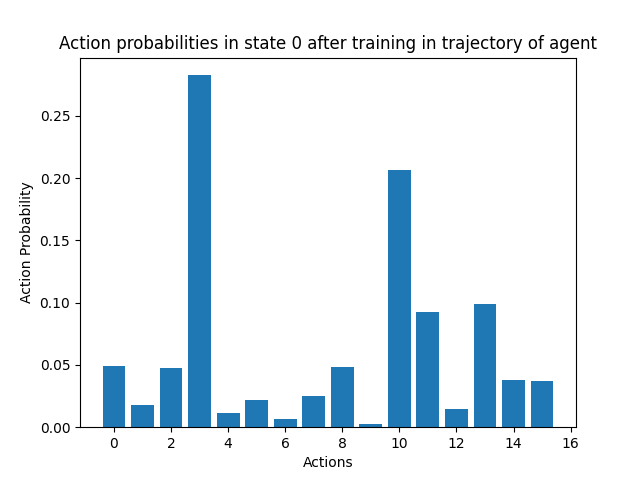 Action probabilities in state 0 after training in trajectory of agent
0.25
0.20
0.15
0.10
0.05
0.00
Action Probability
0 2 4 6 8 10 12 14 16
Actions